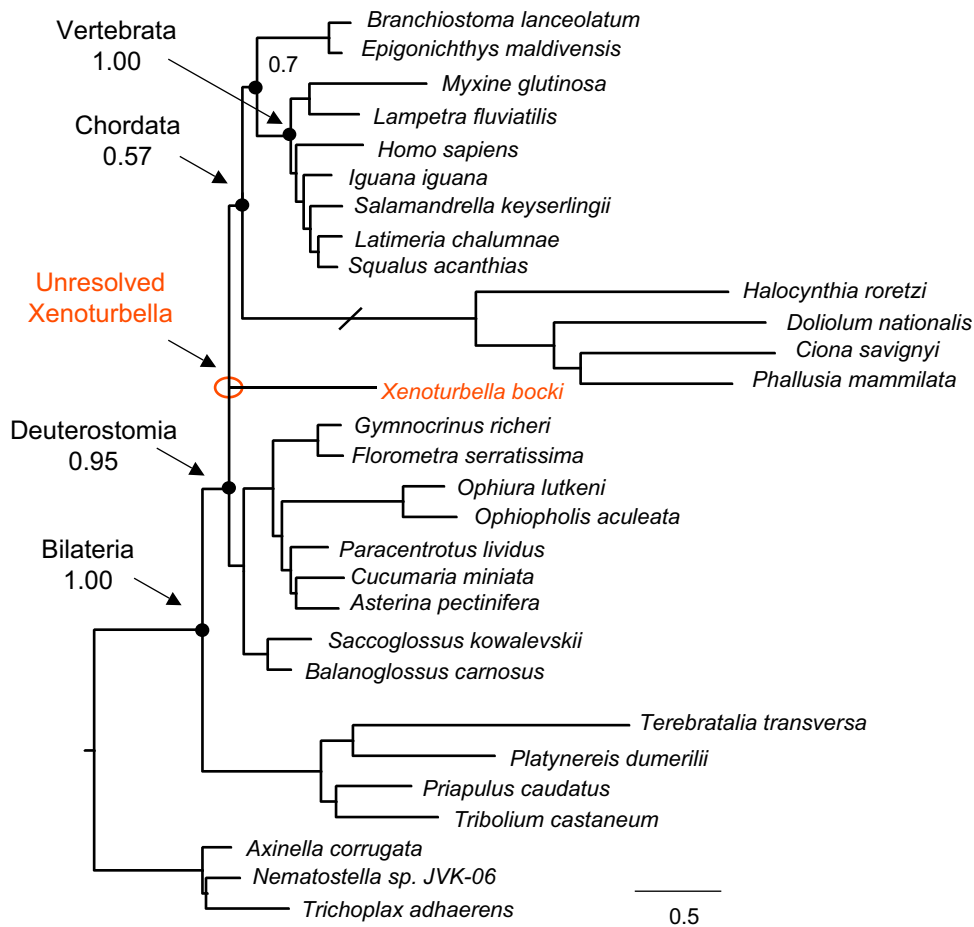 Branchiostoma lanceolatum
Epigonichthys maldivensis
Vertebrata
1.00
0.7
Myxine glutinosa
Lampetra fluviatilis
Chordata
0.57
Homo sapiens
Iguana iguana
Salamandrella keyserlingii
Latimeria chalumnae
Squalus acanthias
Unresolved
Xenoturbella
Halocynthia roretzi
Doliolum nationalis
Ciona savignyi
Phallusia mammilata
Xenoturbella bocki
Deuterostomia
0.95
Gymnocrinus richeri
Florometra serratissima
Ophiura lutkeni
Ophiopholis aculeata
Bilateria
1.00
Paracentrotus lividus
Cucumaria miniata
Asterina pectinifera
Saccoglossus kowalevskii
Balanoglossus carnosus
Terebratalia transversa
Platynereis dumerilii
Priapulus caudatus
Tribolium castaneum
Axinella corrugata
Nematostella sp. JVK-06
Trichoplax adhaerens
0.5